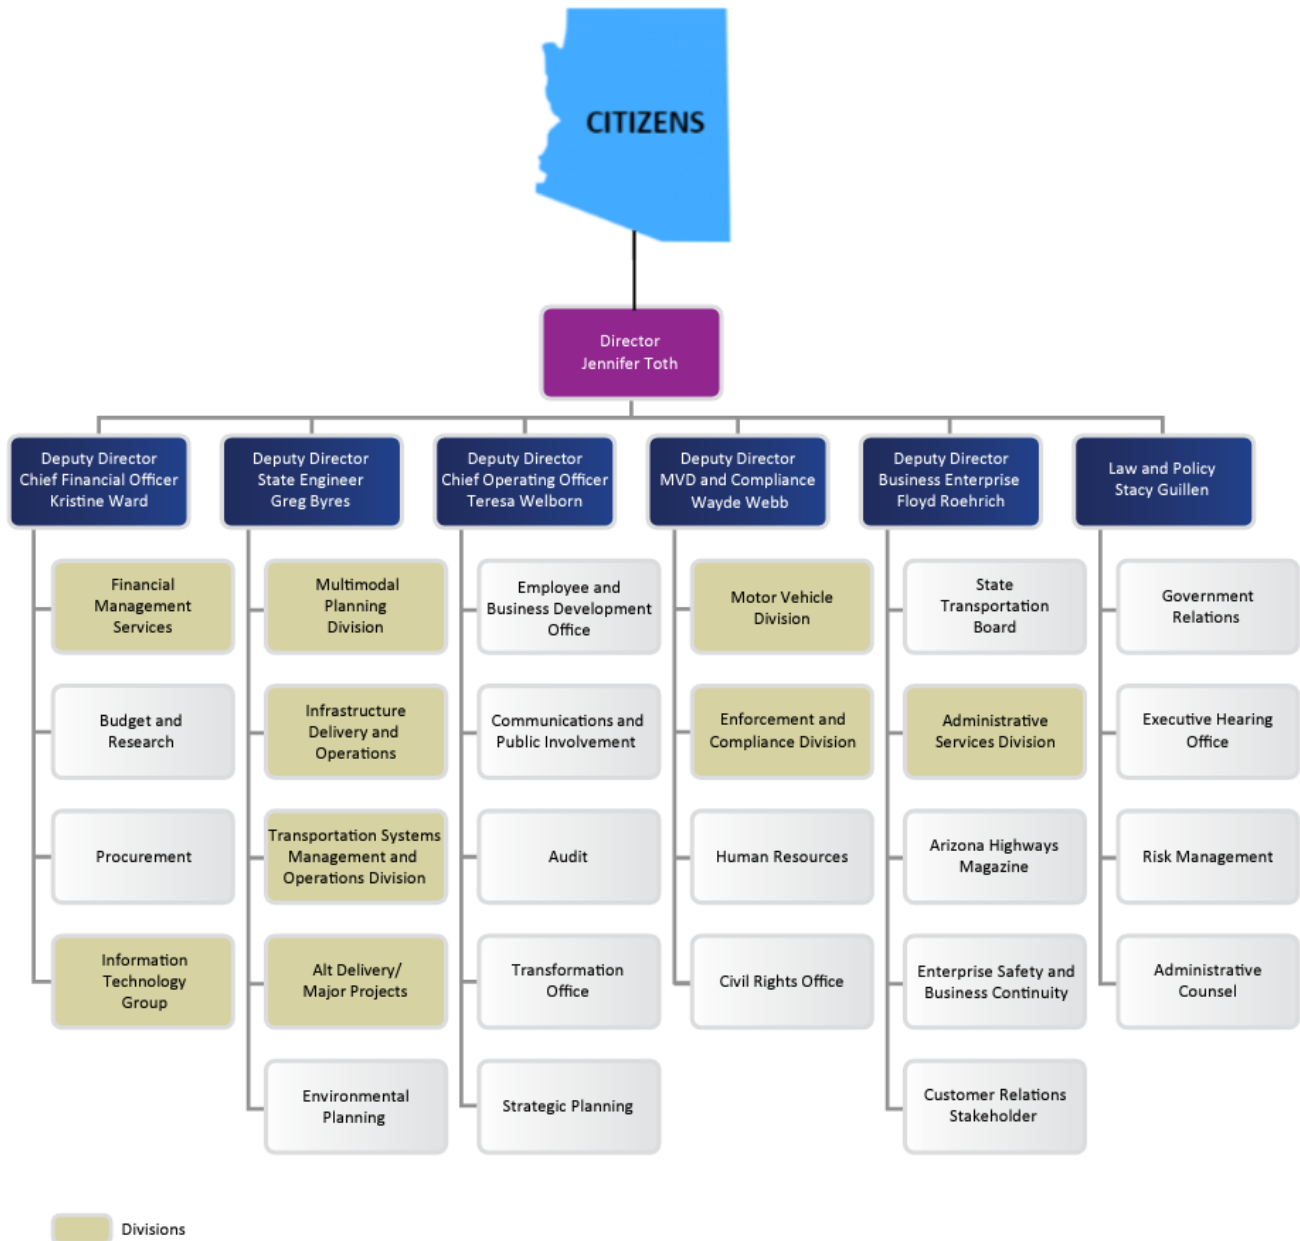 CITIZENS
Director
Jennifer Toth
Deputy Director
Chief Financial Officer
Kristine Ward
Deputy Director
State Engineer
Greg Byres
Deputy Director
Chief Operating Officer
Teresa Welborn
Deputy Director
MVD and Compliance
Wayde Webb
Deputy Director
Business Enterprise
Floyd Roehrich
Law and Policy
Stacy Guillen
Financial
Management
Services
Budget and
Research
Procurement
Information
Technology
Group
Multimodal
Planning
Division
Infrastructure
Delivery and
Operations
Transportation Systems
Management and
Operations Division
Alt Delivery/
Major Projects
Environmental
Planning
Employee and
Business Development
Office
Communications and
Public Involvement
Audit
Transformation
Office
Strategic Planning
Motor Vehicle
Division
Enforcement and
Compliance Division
Human Resources
Civil Rights Office
State
Transportation
Board
Administrative
Services Division
Arizona Highways
Magazine
Enterprise Safety and
Business Continuity
Customer Relations
Stakeholder
Government
Relations
Executive Hearing
Office
Risk Management
Administrative
Counsel
Divisions